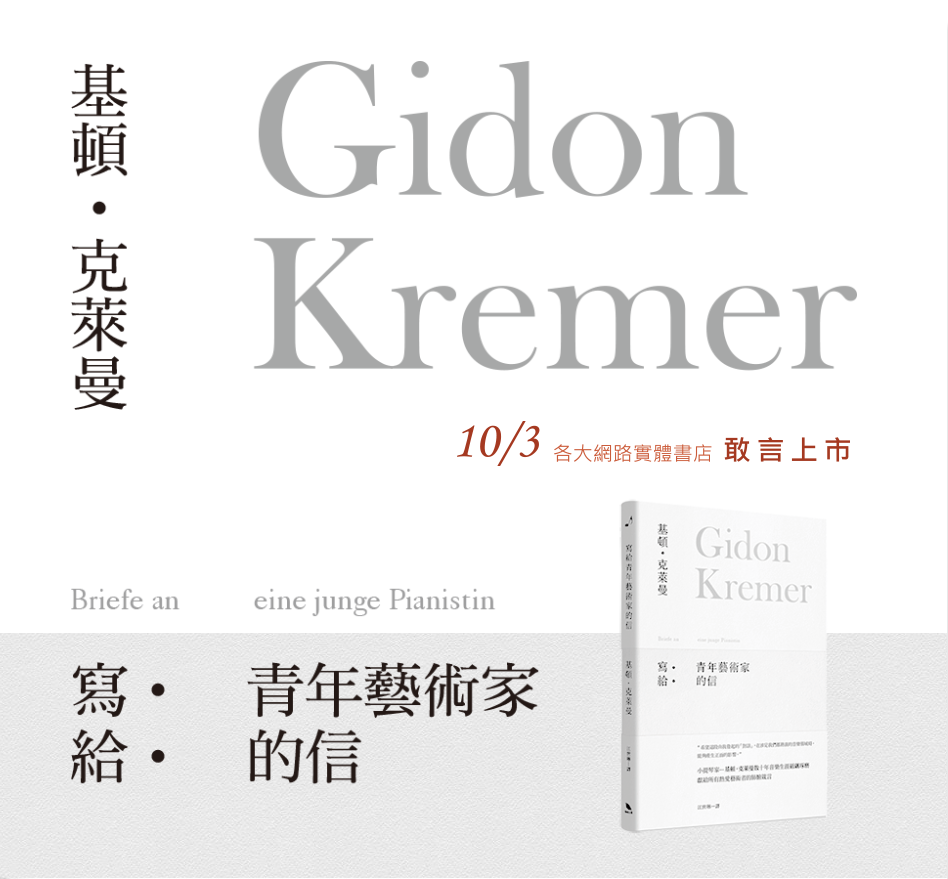 基頓・克萊曼
Gidon
Kremer
10/3 各大網路實體書店 敢言上市
Briefe an eine junge Pianistin
寫・ 青年藝術家
給・ 的信
寫給青年藝術家的信
基頓・克萊曼
基頓・克萊曼
Gidon
Kremer
Briefe an eine junge Pianistin
寫・ 青年藝術家
給・ 的信